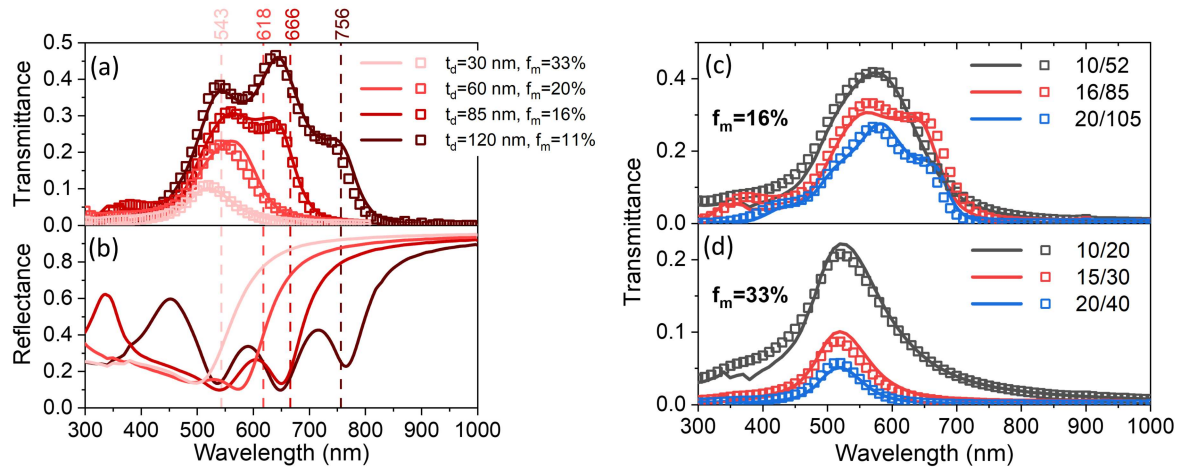 543 618 666 756
0.5
0.4
0.3
0.2
0.1
0.0
Transmittance
(a)
t_d=30 nm, f_m=33%
t_d=60 nm, f_m=20%
t_d=85 nm, f_m=16%
t_d=120 nm, f_m=11%
0.8
0.6
0.4
0.2
0.0
Reflectance
(b)
300 400 500 600 700 800 900 1000
Wavelength (nm)
0.4
0.2
0.0
(c)
f_m=16%
10/52
16/85
20/105
Transmittance
0.2
0.1
0.0
(d)
f_m=33%
10/20
15/30
20/40
300 400 500 600 700 800 900 1000
Wavelength (nm)